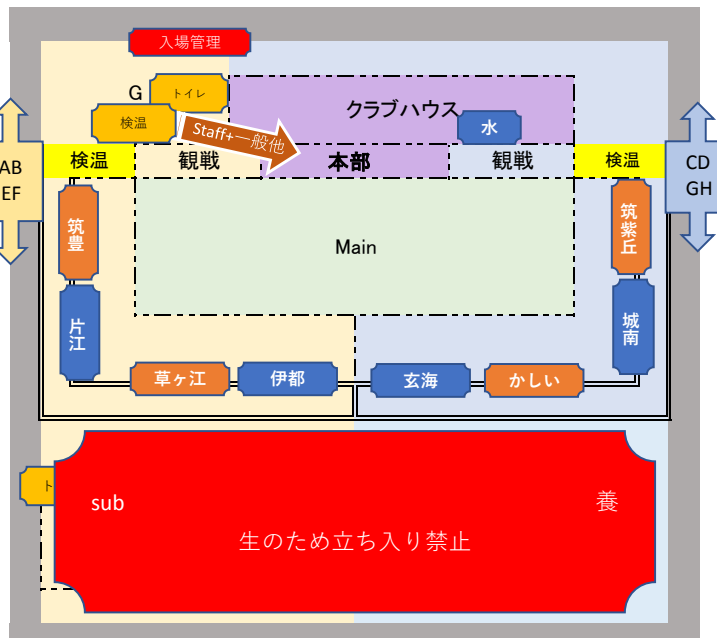 入場管理
G
トイレ
検温
Staff+一般他
クラブハウス
水
AB
EF
検温
観戦
本部
観戦
検温
CD
GH
筑豊
筑紫丘
Main
片江
城南
草ヶ江
伊都
玄海
かしい
ト
sub 養
生のため立ち入り禁止